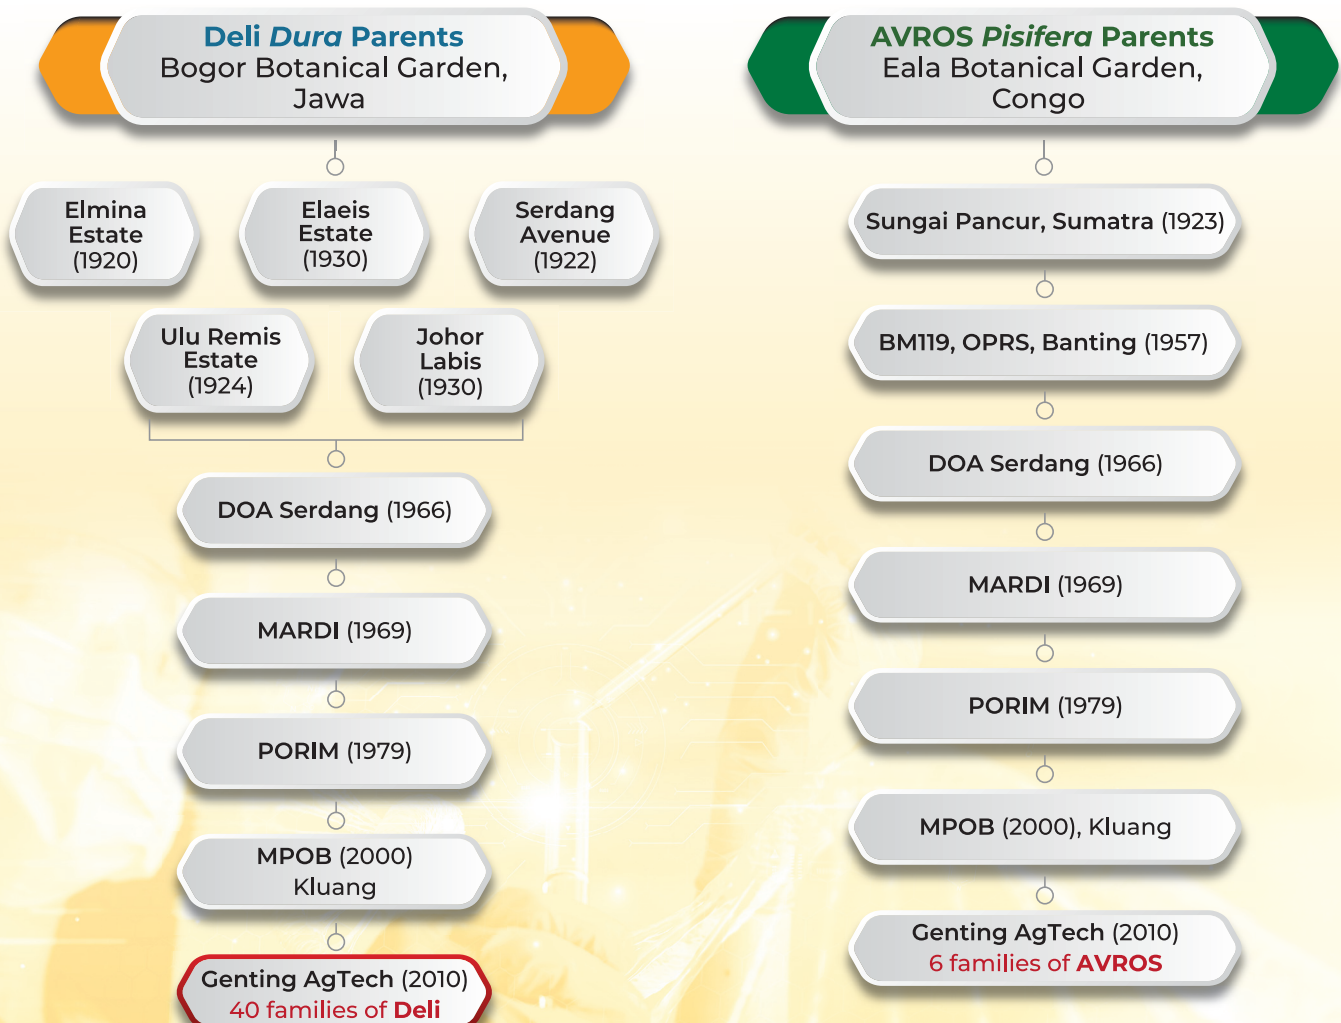 Deli Dura Parents
Bogor Botanical Garden,
Jawa
Elmina
Estate
(1920)
Elaeis
Estate
(1930)
Serdang
Avenue
(1922)
Ulu Remis
Estate
(1924)
Johor
Labis
(1930)
DOA Serdang (1966)
MARDI (1969)
PORIM (1979)
MPOB (2000)
Kluang
Genting AgTech (2010)
40 families of Deli
AVROS Pisifera Parents
Eala Botanical Garden,
Congo
Sungai Pancur, Sumatra (1923)
BM119, OPRS, Banting (1957)
DOA Serdang (1966)
MARDI (1969)
PORIM (1979)
MPOB (2000), Kluang
Genting AgTech (2010)
6 families of AVROS